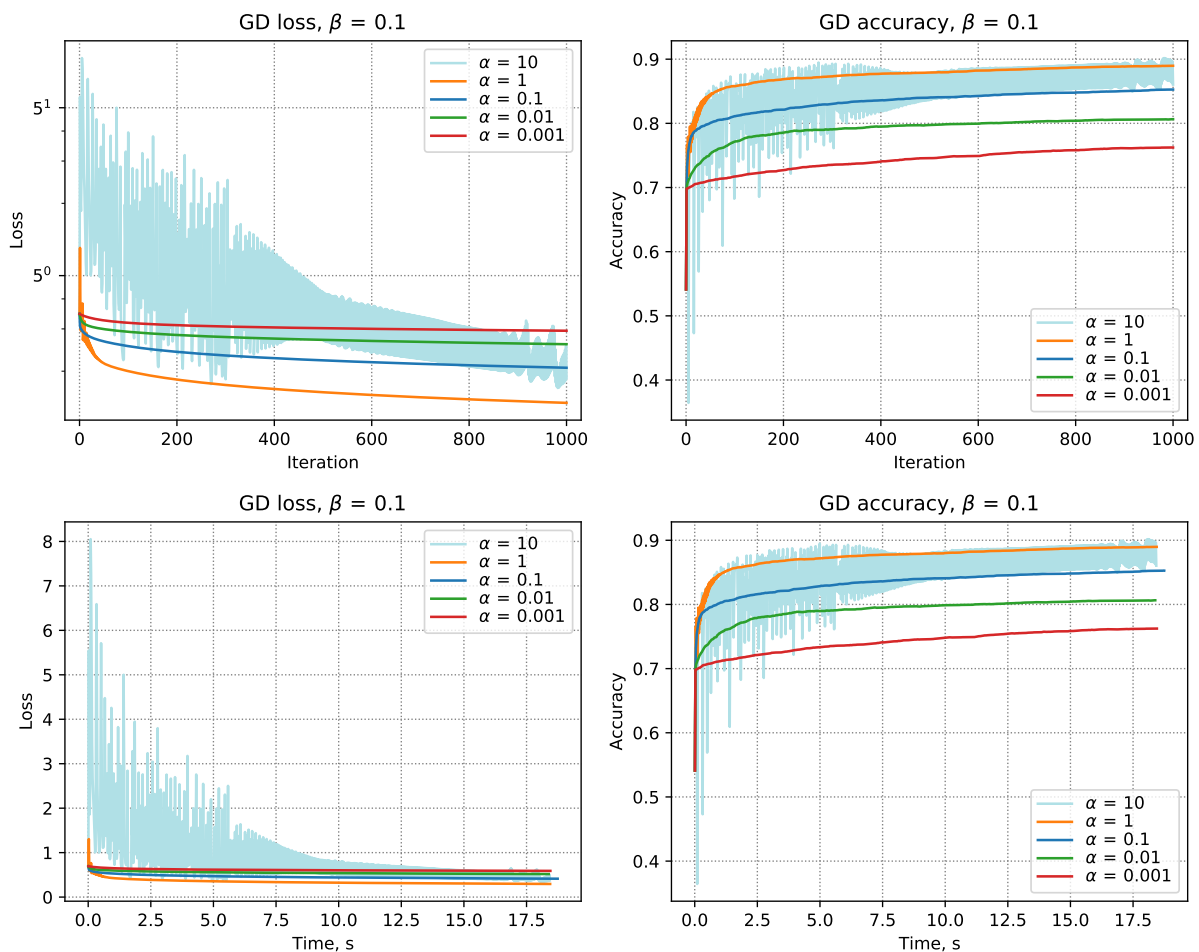 GD loss, β = 0.1
Loss
5¹
5⁰
α = 10
α = 1
α = 0.1
α = 0.01
α = 0.001
0 200 400 600 800 1000
Iteration
GD accuracy, β = 0.1
Accuracy
0.9
0.8
0.7
0.6
0.5
0.4
α = 10
α = 1
α = 0.1
α = 0.01
α = 0.001
0 200 400 600 800 1000
Iteration
GD loss, β = 0.1
Loss
8
7
6
5
4
3
2
1
0
α = 10
α = 1
α = 0.1
α = 0.01
α = 0.001
0.0 2.5 5.0 7.5 10.0 12.5 15.0 17.5
Time, s
GD accuracy, β = 0.1
Accuracy
0.9
0.8
0.7
0.6
0.5
0.4
α = 10
α = 1
α = 0.1
α = 0.01
α = 0.001
0.0 2.5 5.0 7.5 10.0 12.5 15.0 17.5
Time, s